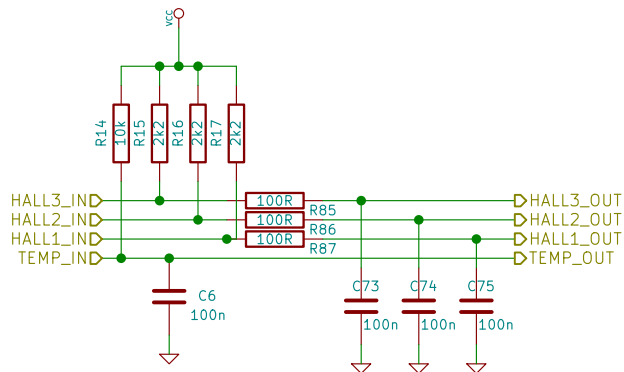 VCC
R14
10k
R15
2k2
R16
2k2
R17
2k2
HALL3_IN
100R
R85
HALL3_OUT
HALL2_IN
100R
R86
HALL2_OUT
HALL1_IN
100R
R87
HALL1_OUT
TEMP_IN
TEMP_OUT
C6
100n
C73
100n
C74
100n
C75
100n